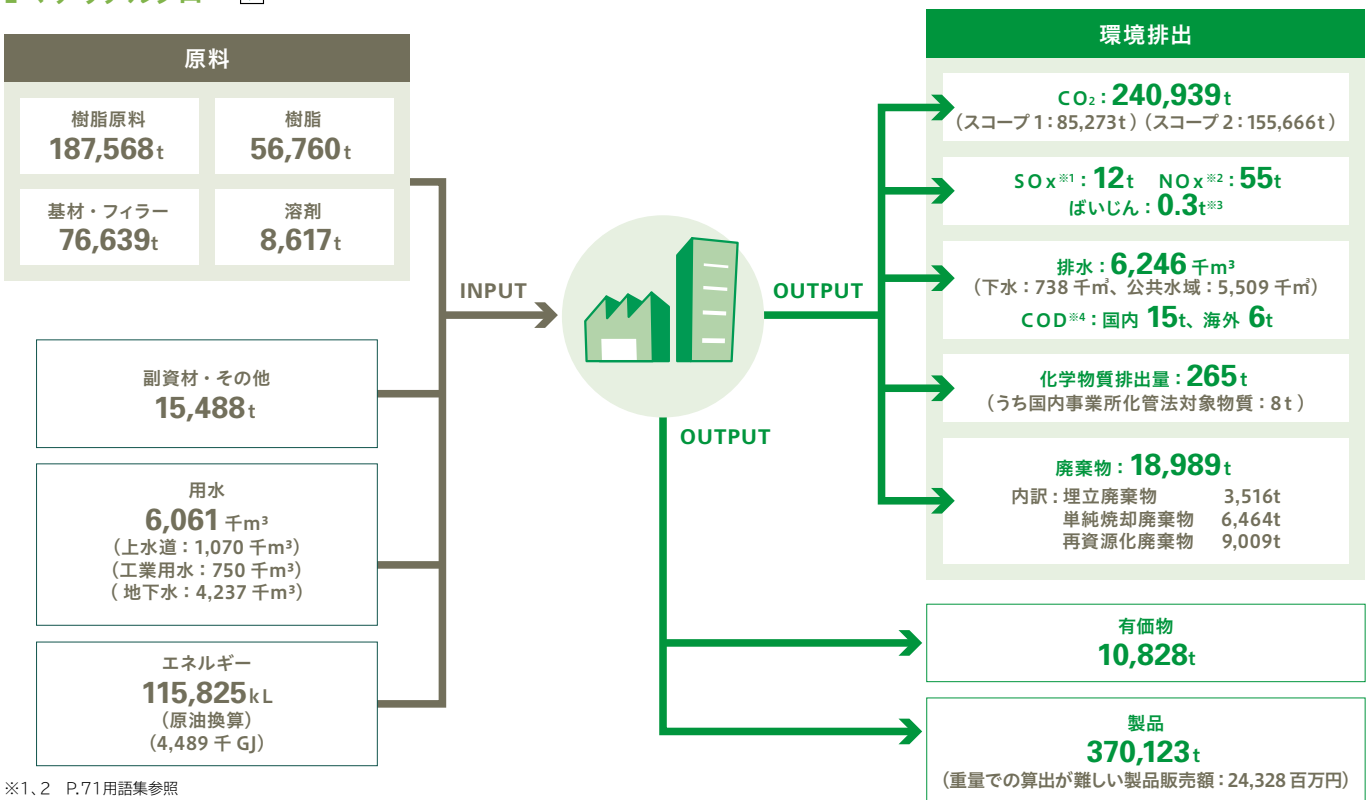 原料
樹脂原料
187,568t
樹脂
56,760t
基材・フィラー
76,639t
溶剤
8,617t
副資材・その他
15,488t
用水
6,061 千m³
(上水道:1,070 千m³)
(工業用水:750 千m³)
(地下水:4,237 千m³)
エネルギー
115,825kL
(原油換算)
(4,489 千 GJ)
※1、2 P.71用語集参照
INPUT
OUTPUT
OUTPUT
環境排出
CO₂:240,939t
(スコープ1:85,273t)(スコープ2:155,666t)
SOx※1:12t NOx※2:55t
ばいじん:0.3t※3
排水:6,246 千m³
(下水:738 千㎥、公共水域:5,509 千㎥)
COD※4:国内 15t、海外 6t
化学物質排出量:265t
(うち国内事業所化管法対象物質:8t)
廃棄物:18,989t
内訳:埋立廃棄物 3,516t
単純焼却廃棄物 6,464t
再資源化廃棄物 9,009t
有価物
10,828t
製品
370,123t
(重量での算出が難しい製品販売額:24,328 百万円)